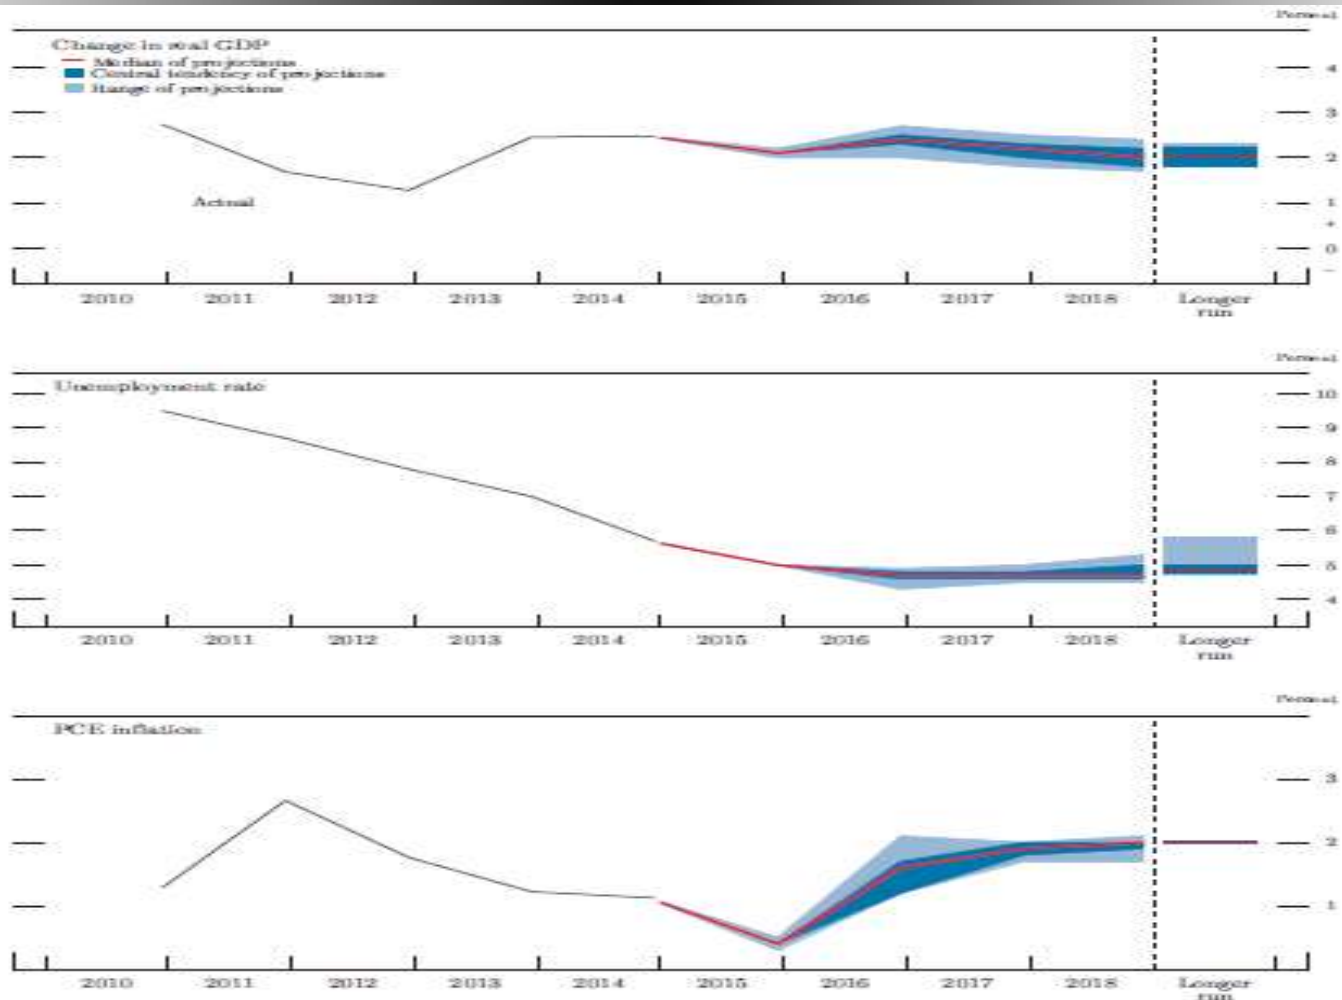 Percent
Change in real GDP
Median of projections
Central tendency of projections
Range of projections
4
3
2
Actual
1
+
0
–
2010 2011 2012 2013 2014 2015 2016 2017 2018 Longer run
Percent
Unemployment rate
10
9
8
7
6
5
4
2010 2011 2012 2013 2014 2015 2016 2017 2018 Longer run
Percent
PCE inflation
3
2
1
2010 2011 2012 2013 2014 2015 2016 2017 2018 Longer run